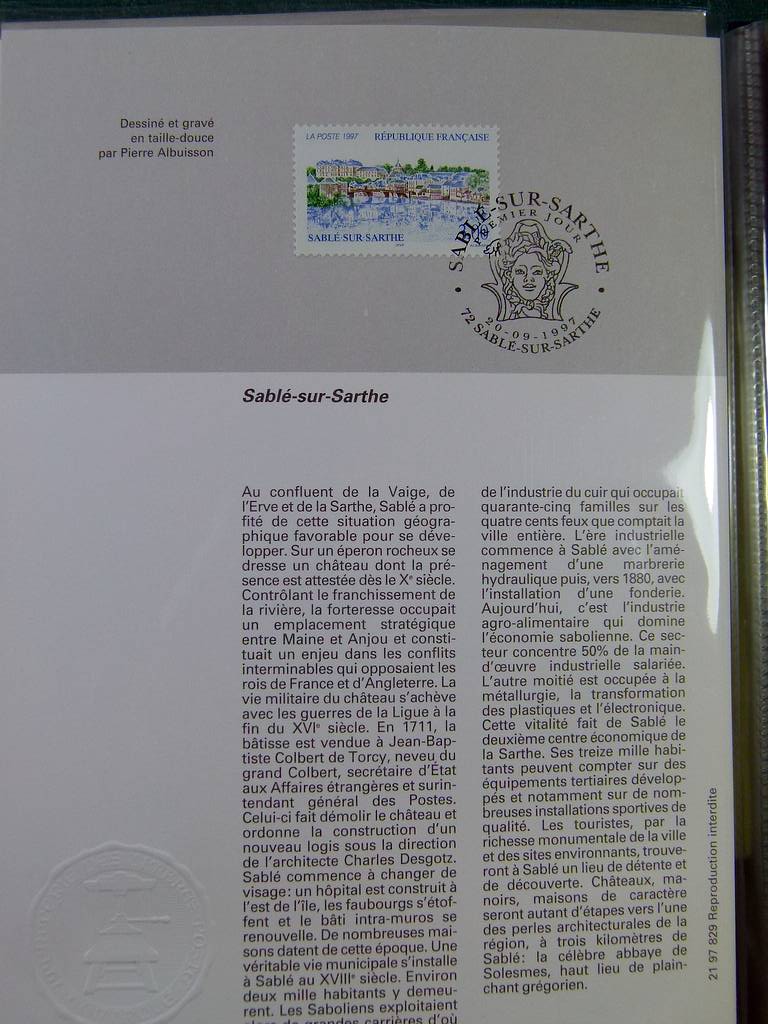 Dessiné et gravé
en taille-douce
par Pierre Albuisson
LA POSTE 1997 RÉPUBLIQUE FRANÇAISE
SABLÉ-SUR-SARTHE
SABLÉ-SUR-SARTHE
PREMIER JOUR
20-09-1997
72 SABLÉ-SUR-SARTHE
Sablé-sur-Sarthe
Au confluent de la Vaige, de
l'Erve et de la Sarthe, Sablé a pro-
fité de cette situation géogra-
phique favorable pour se déve-
lopper. Sur un éperon rocheux se
dresse un château dont la pré-
sence est attestée dès le Xe siècle.
Contrôlant le franchissement de
la rivière, la forteresse occupait
un emplacement stratégique
entre Maine et Anjou et consti-
tuait un enjeu dans les conflits
interminables qui opposaient les
rois de France et d'Angleterre. La
vie militaire du château s'achève
avec les guerres de la Ligue à la
fin du XVIe siècle. En 1711, la
bâtisse est vendue à Jean-Bap-
tiste Colbert de Torcy, neveu du
grand Colbert, secrétaire d'État
aux Affaires étrangères et surin-
tendant général des Postes.
Celui-ci fait démolir le château et
ordonne la construction d'un
nouveau logis sous la direction
de l'architecte Charles Desgotz.
Sablé commence à changer de
visage: un hôpital est construit à
l'est de l'île, les faubourgs s'étof-
fent et le bâti intra-muros se
renouvelle. De nombreuses mai-
sons datent de cette époque. Une
véritable vie municipale s'installe
à Sablé au XVIIIe siècle. Environ
deux mille habitants y demeu-
rent. Les Saboliens exploitaient
alors de grandes carrières d'où
de l'industrie du cuir qui occupait
quarante-cinq familles sur les
quatre cents feux que comptait la
ville entière. L'ère industrielle
commence à Sablé avec l'amé-
nagement d'une marbrerie
hydraulique puis, vers 1880, avec
l'installation d'une fonderie.
Aujourd'hui, c'est l'industrie
agro-alimentaire qui domine
l'économie sabolienne. Ce sec-
teur concentre 50% de la main-
d'œuvre industrielle salariée.
L'autre moitié est occupée à la
métallurgie, la transformation
des plastiques et l'électronique.
Cette vitalité fait de Sablé le
deuxième centre économique de
la Sarthe. Ses treize mille habi-
tants peuvent compter sur des
équipements tertiaires dévelop-
pés et notamment sur de nom-
breuses installations sportives de
qualité. Les touristes, par la
richesse monumentale de la ville
et des sites environnants, trouve-
ront à Sablé un lieu de détente et
de découverte. Châteaux, ma-
noirs, maisons de caractère
seront autant d'étapes vers l'une
des perles architecturales de la
région, à trois kilomètres de
Sablé: la célèbre abbaye de
Solesmes, haut lieu de plain-
chant grégorien.
21 97 829 Reproduction interdite